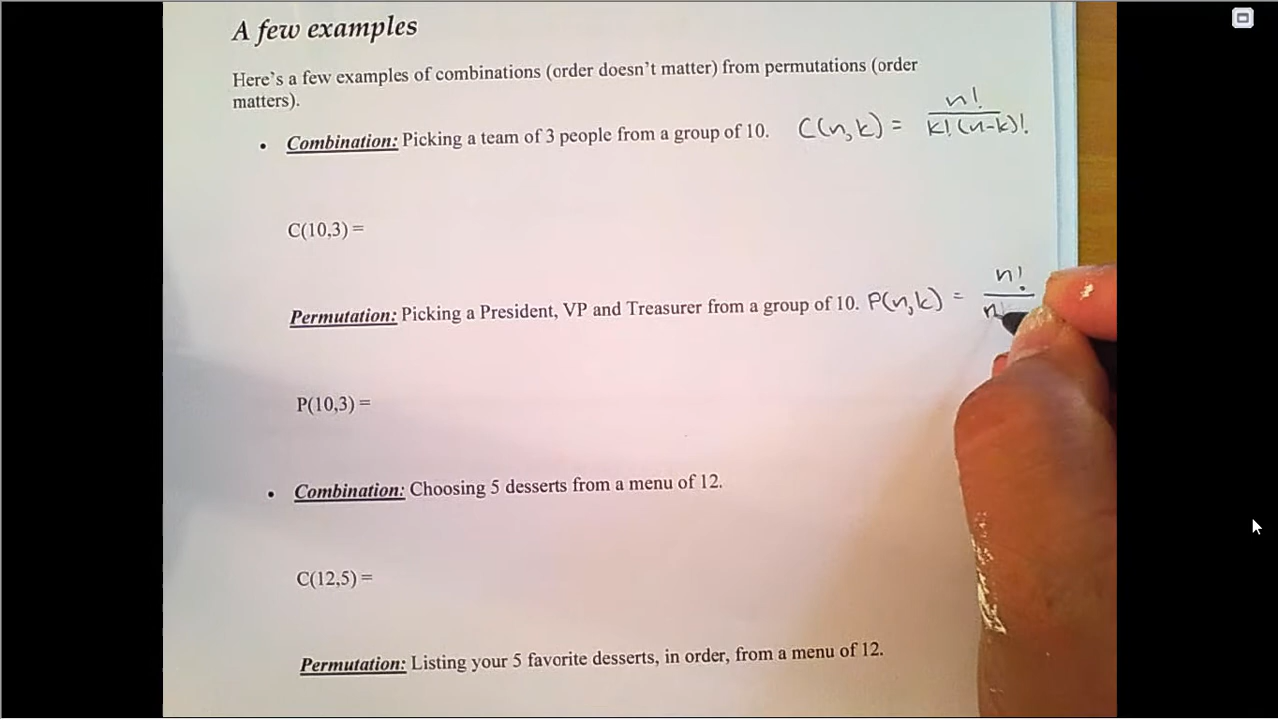 A few examples
Here's a few examples of combinations (order doesn't matter) from permutations (order
matters).
• Combination: Picking a team of 3 people from a group of 10. C(n,k) = n! / k!(n-k)!
C(10,3) =
Permutation: Picking a President, VP and Treasurer from a group of 10. P(n,k) = n! /
P(10,3) =
• Combination: Choosing 5 desserts from a menu of 12.
C(12,5) =
Permutation: Listing your 5 favorite desserts, in order, from a menu of 12.